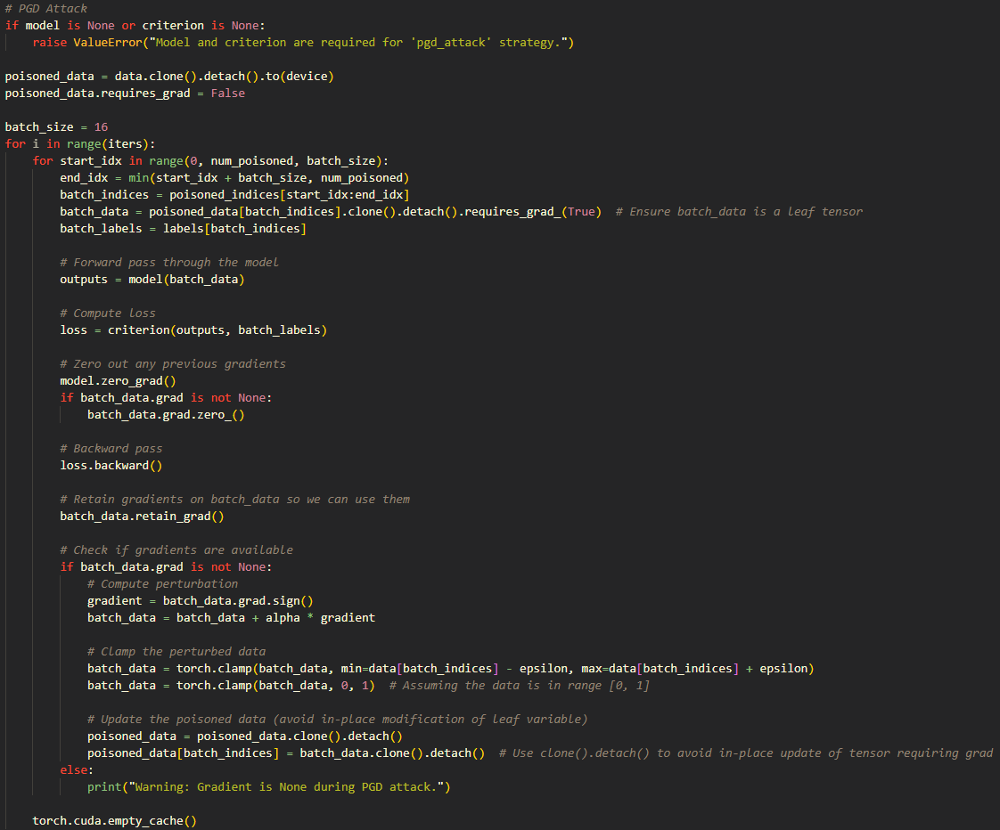 # PGD Attack
if model is None or criterion is None:
    raise ValueError("Model and criterion are required for 'pgd_attack' strategy.")

poisoned_data = data.clone().detach().to(device)
poisoned_data.requires_grad = False

batch_size = 16
for i in range(iters):
    for start_idx in range(0, num_poisoned, batch_size):
        end_idx = min(start_idx + batch_size, num_poisoned)
        batch_indices = poisoned_indices[start_idx:end_idx]
        batch_data = poisoned_data[batch_indices].clone().detach().requires_grad_(True)  # Ensure batch_data is a leaf tensor
        batch_labels = labels[batch_indices]

        # Forward pass through the model
        outputs = model(batch_data)

        # Compute loss
        loss = criterion(outputs, batch_labels)

        # Zero out any previous gradients
        model.zero_grad()
        if batch_data.grad is not None:
            batch_data.grad.zero_()

        # Backward pass
        loss.backward()

        # Retain gradients on batch_data so we can use them
        batch_data.retain_grad()

        # Check if gradients are available
        if batch_data.grad is not None:
            # Compute perturbation
            gradient = batch_data.grad.sign()
            batch_data = batch_data + alpha * gradient

            # Clamp the perturbed data
            batch_data = torch.clamp(batch_data, min=data[batch_indices] - epsilon, max=data[batch_indices] + epsilon)
            batch_data = torch.clamp(batch_data, 0, 1)  # Assuming the data is in range [0, 1]

            # Update the poisoned data (avoid in-place modification of leaf variable)
            poisoned_data = poisoned_data.clone().detach()
            poisoned_data[batch_indices] = batch_data.clone().detach()  # Use clone().detach() to avoid in-place update of tensor requiring grad
        else:
            print("Warning: Gradient is None during PGD attack.")

    torch.cuda.empty_cache()